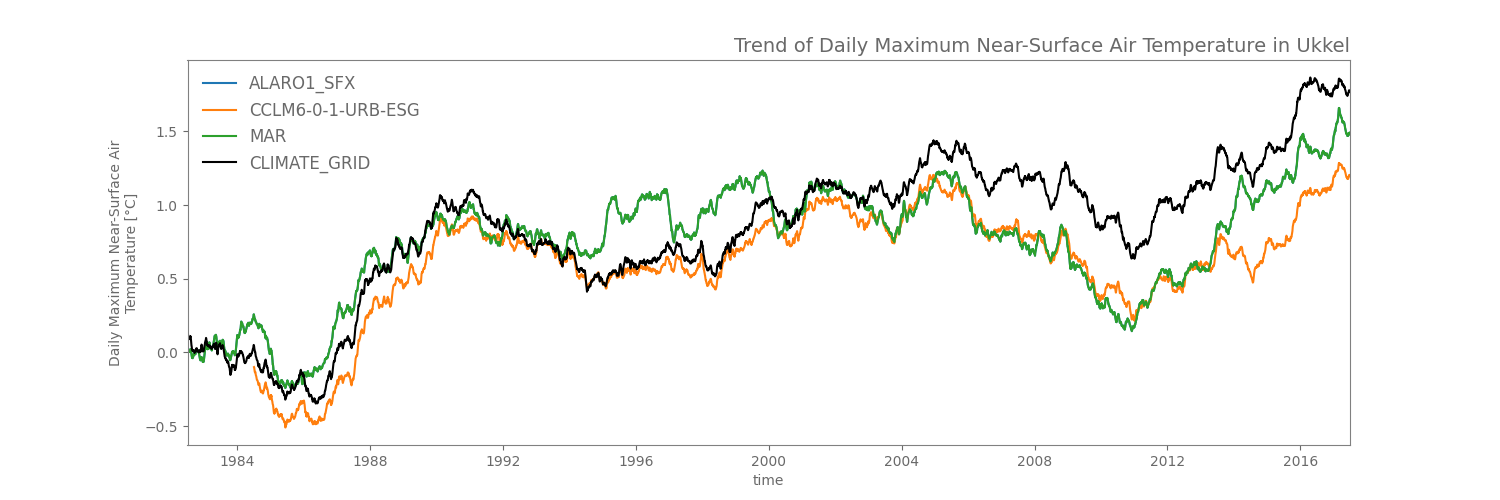 Trend of Daily Maximum Near-Surface Air Temperature in Ukkel
ALARO1_SFX
CCLM6-0-1-URB-ESG
MAR
CLIMATE_GRID
Daily Maximum Near-Surface Air
Temperature [°C]
1.5
1.0
0.5
0.0
−0.5
1984 1988 1992 1996 2000 2004 2008 2012 2016
time